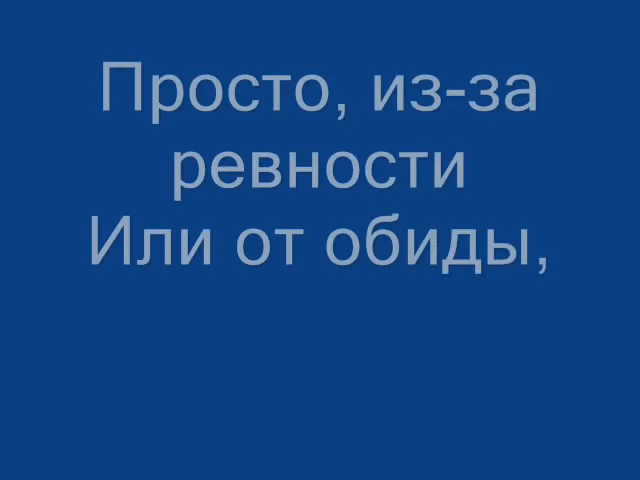 Просто, из-за
ревности
Или от обиды,